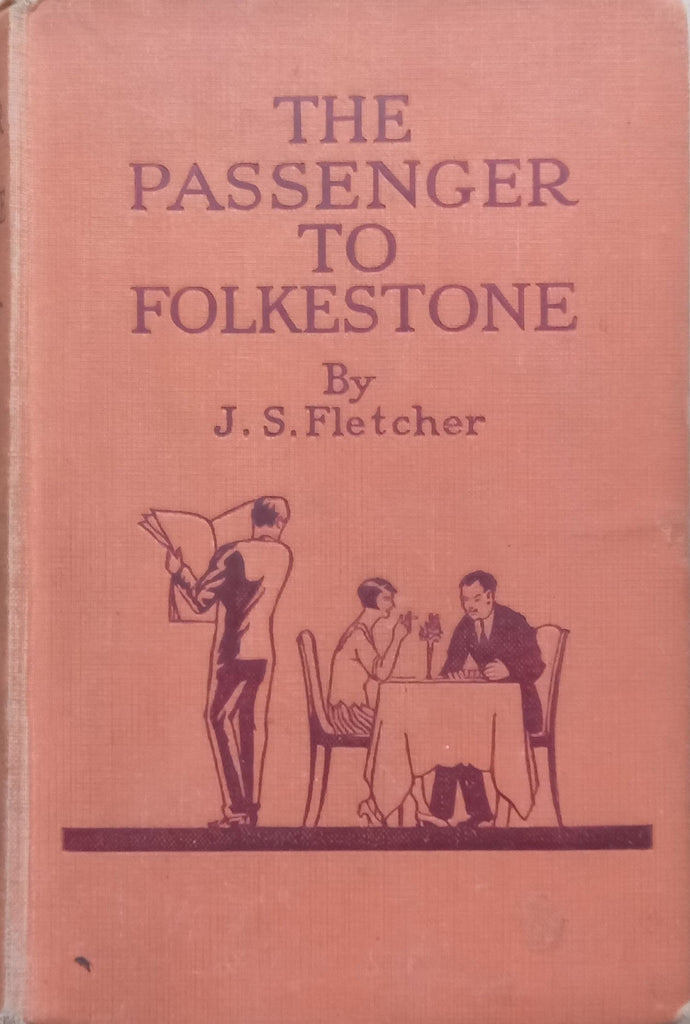 THE
PASSENGER
TO
FOLKESTONE
By
J. S. Fletcher